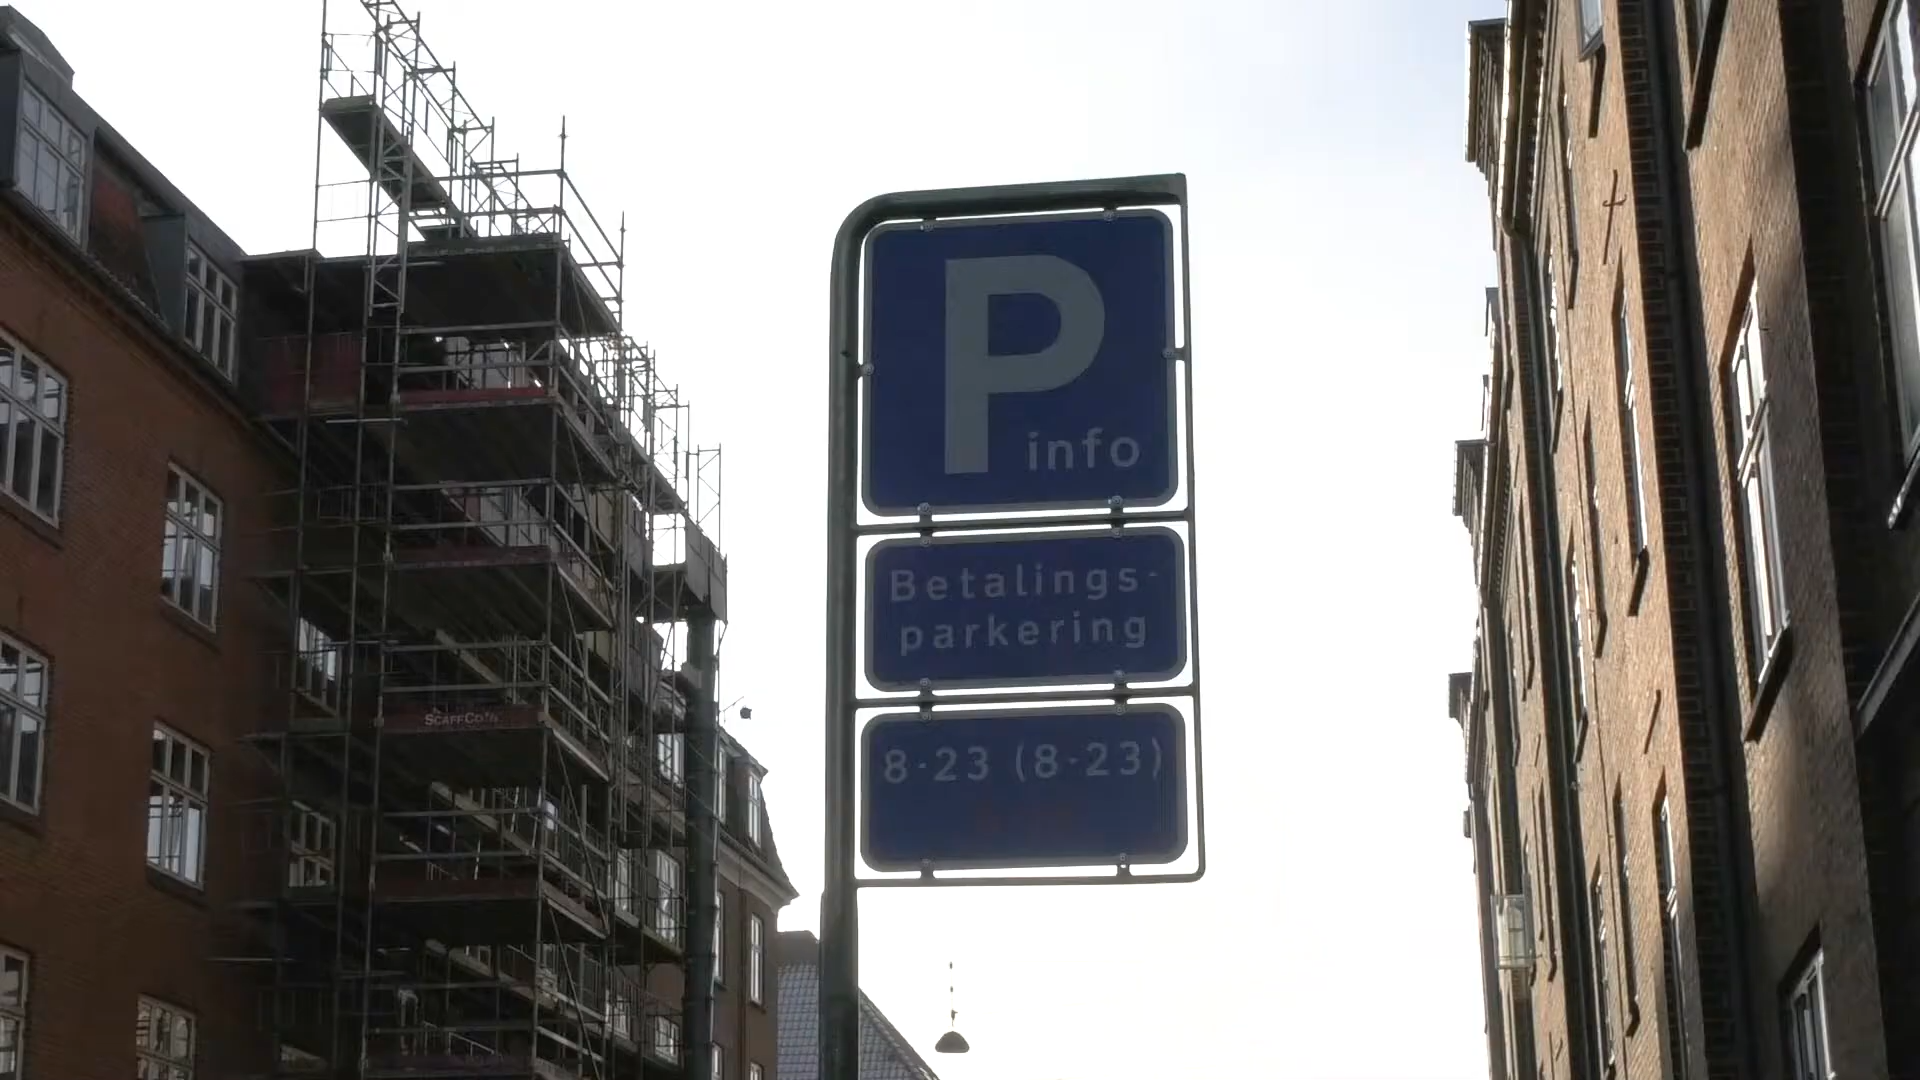 P
info
Betalings-
parkering
8-23 (8-23)